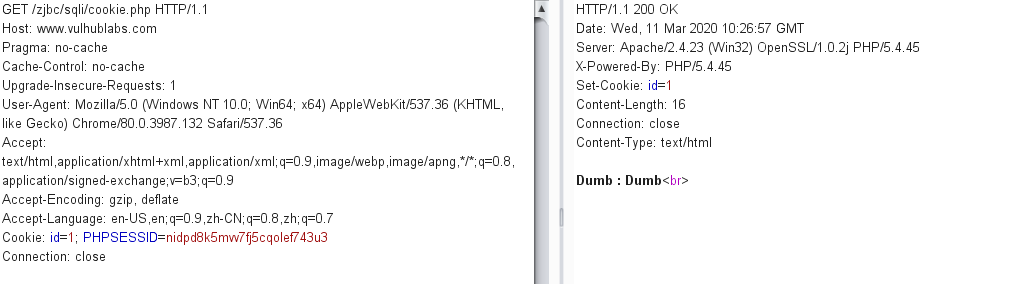 GET /zjbc/sqli/cookie.php HTTP/1.1
Host: www.vulhublabs.com
Pragma: no-cache
Cache-Control: no-cache
Upgrade-Insecure-Requests: 1
User-Agent: Mozilla/5.0 (Windows NT 10.0; Win64; x64) AppleWebKit/537.36 (KHTML,
like Gecko) Chrome/80.0.3987.132 Safari/537.36
Accept:
text/html,application/xhtml+xml,application/xml;q=0.9,image/webp,image/apng,*/*;q=0.8,
application/signed-exchange;v=b3;q=0.9
Accept-Encoding: gzip, deflate
Accept-Language: en-US,en;q=0.9,zh-CN;q=0.8,zh;q=0.7
Cookie: id=1; PHPSESSID=nidpd8k5mw7fj5cqolef743u3
Connection: close
HTTP/1.1 200 OK
Date: Wed, 11 Mar 2020 10:26:57 GMT
Server: Apache/2.4.23 (Win32) OpenSSL/1.0.2j PHP/5.4.45
X-Powered-By: PHP/5.4.45
Set-Cookie: id=1
Content-Length: 16
Connection: close
Content-Type: text/html
Dumb : Dumb<br>